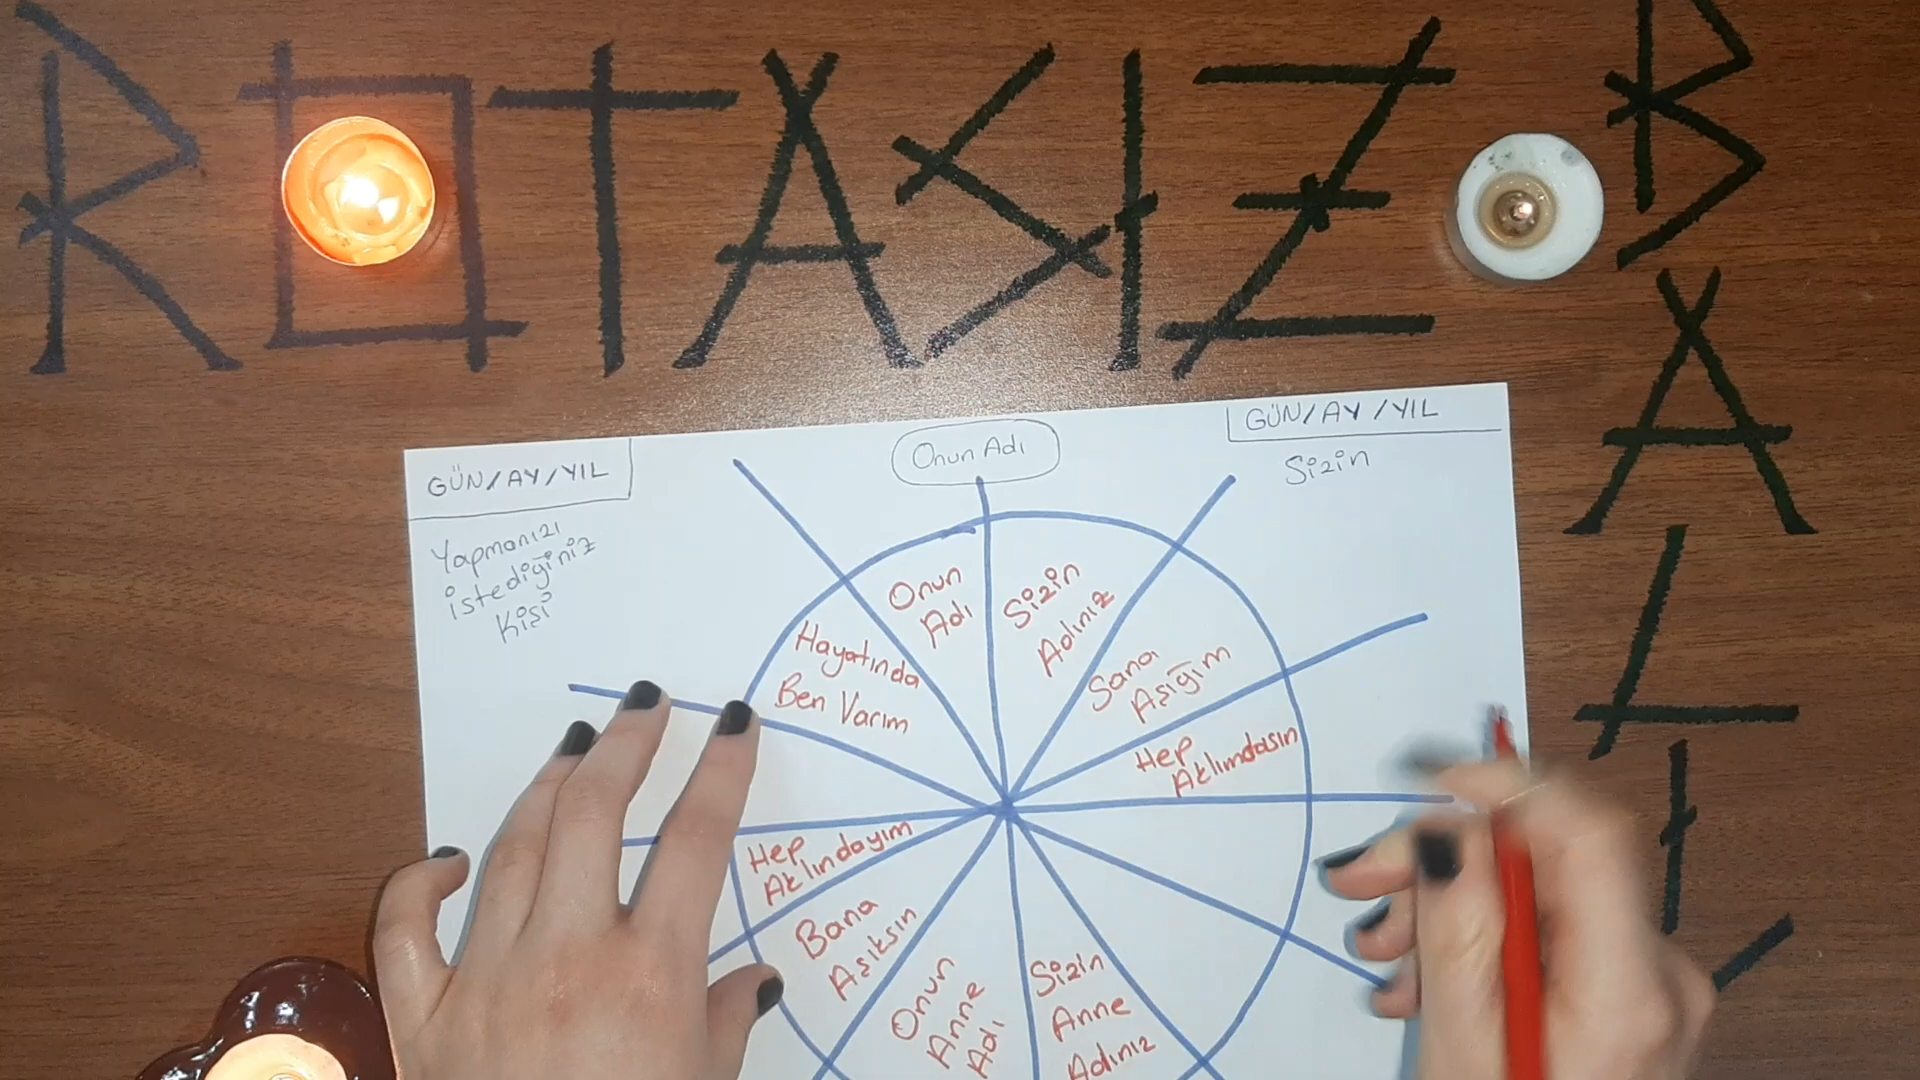 ROTASIZ
BALIK
GÜN/AY/YIL
Onun Adı
GÜN/AY/YIL
Yapmanızı
istediğiniz
Kişi
Sizin
Onun
Adı
Sizin
Adınız
Hayatında
Ben Varım
Sana
Aşığım
Hep
Aklımdasın
Hep
Aklındayım
Bana
Aşıksın
Onun
Anne
Adı
Sizin
Anne
Adınız